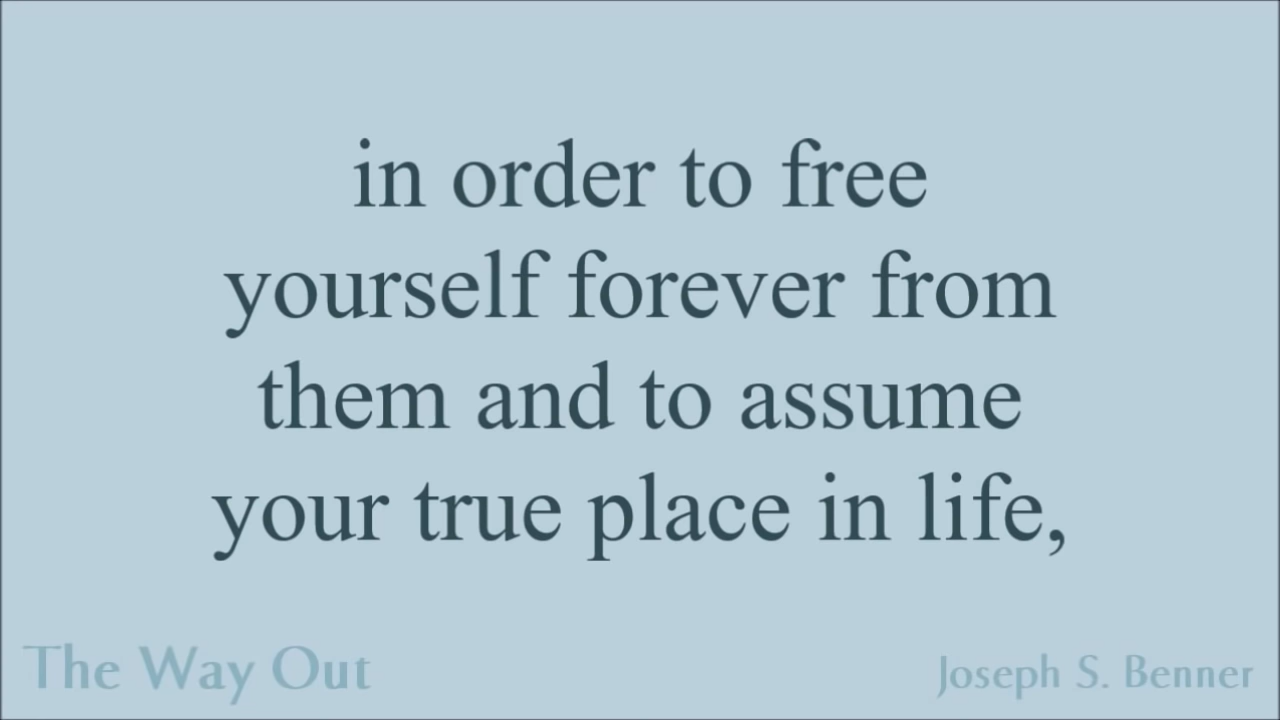 in order to free
yourself forever from
them and to assume
your true place in life,
The Way Out
Joseph S. Benner